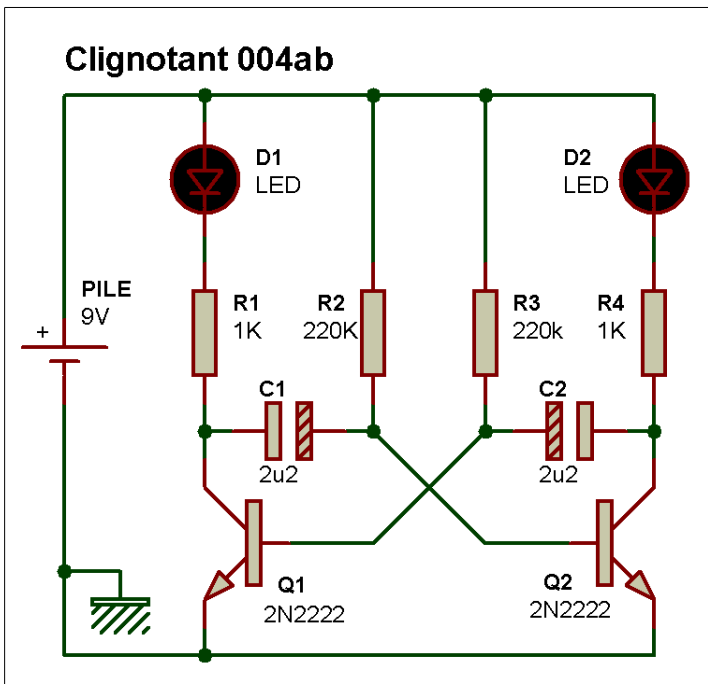 Clignotant 004ab
D1
LED
D2
LED
PILE
9V
+
R1
1K
R2
220K
R3
220k
R4
1K
C1
2u2
C2
2u2
Q1
2N2222
Q2
2N2222